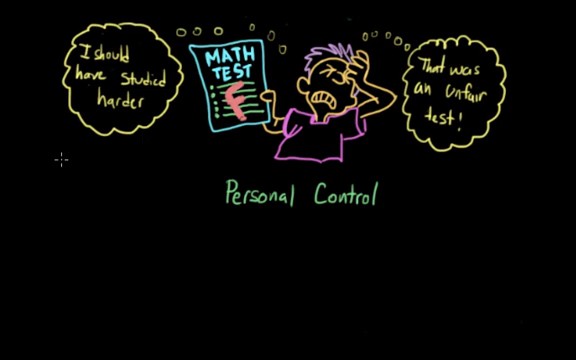 I should
have studied
harder
MATH
TEST
F
That was
an unfair
test!
Personal Control